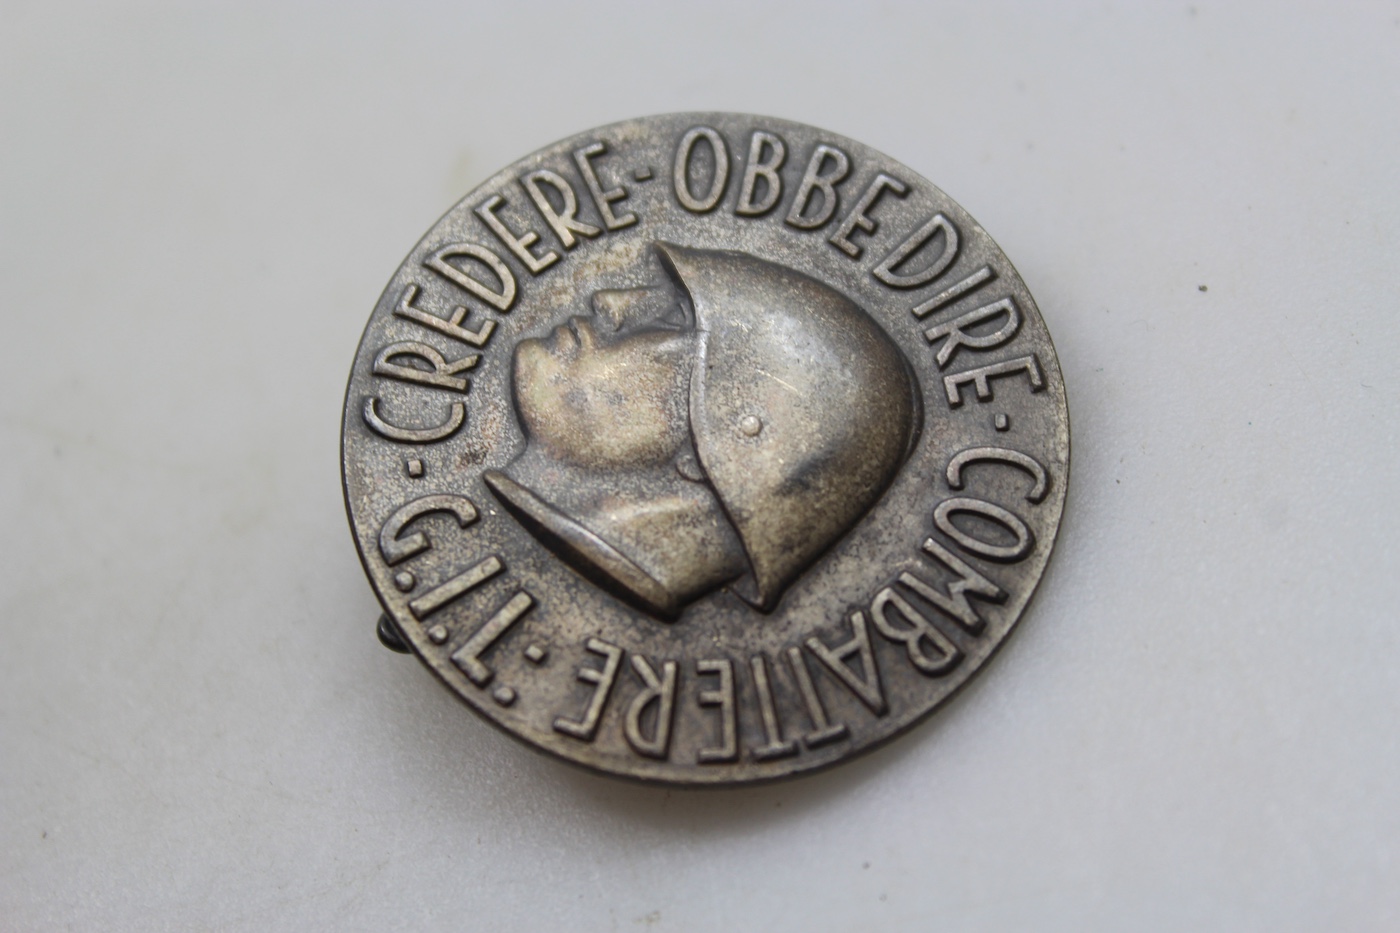 CREDERE · OBBEDIRE · COMBATTERE ·
G.I.L.